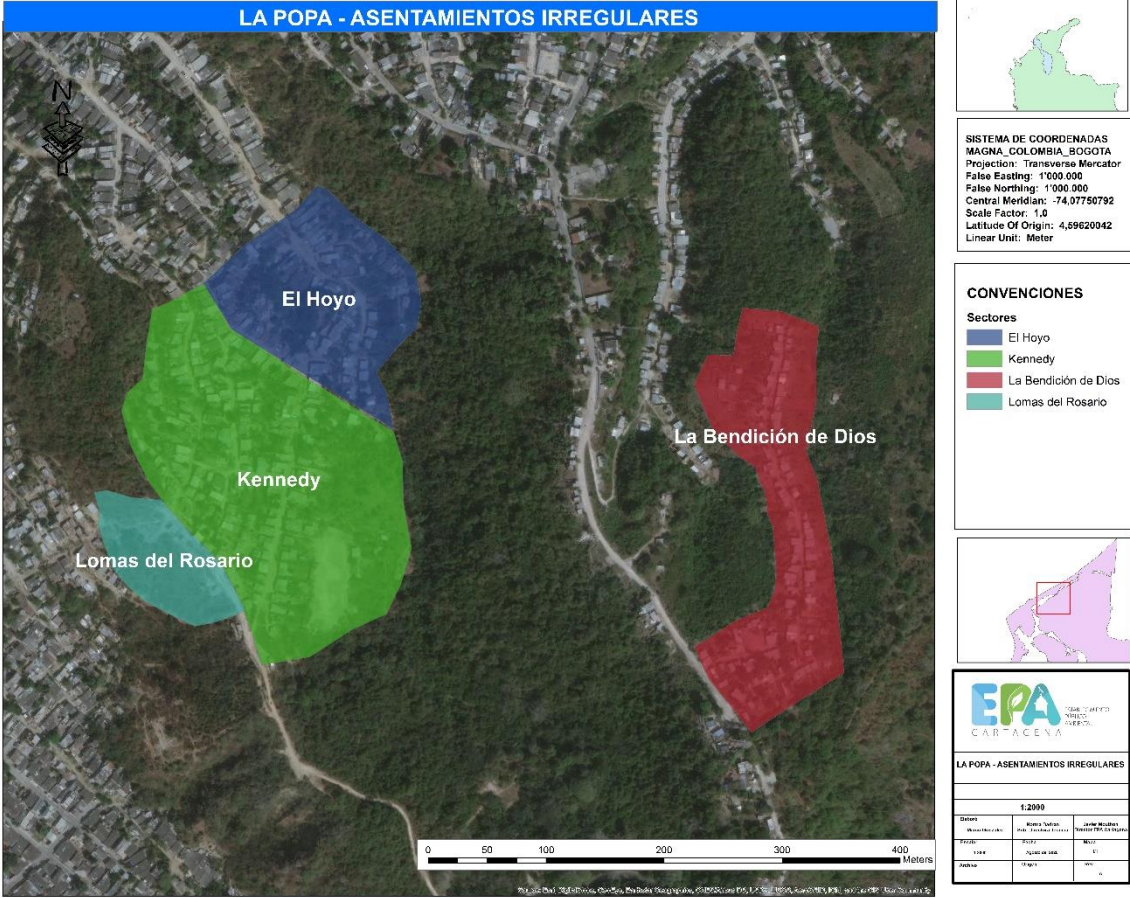 LA POPA - ASENTAMIENTOS IRREGULARES
N
El Hoyo
Kennedy
La Bendición de Dios
Lomas del Rosario
0 50 100 200 300 400
Meters
SISTEMA DE COORDENADAS
MAGNA_COLOMBIA_BOGOTA
Projection: Transverse Mercator
False Easting: 1'000.000
False Northing: 1'000.000
Central Meridian: -74,07750792
Scale Factor: 1.0
Latitude Of Origin: 4,59620042
Linear Unit: Meter
CONVENCIONES
Sectores
El Hoyo
Kennedy
La Bendición de Dios
Lomas del Rosario
EPA
CARTAGENA
LA POPA - ASENTAMIENTOS IRREGULARES
1:2000